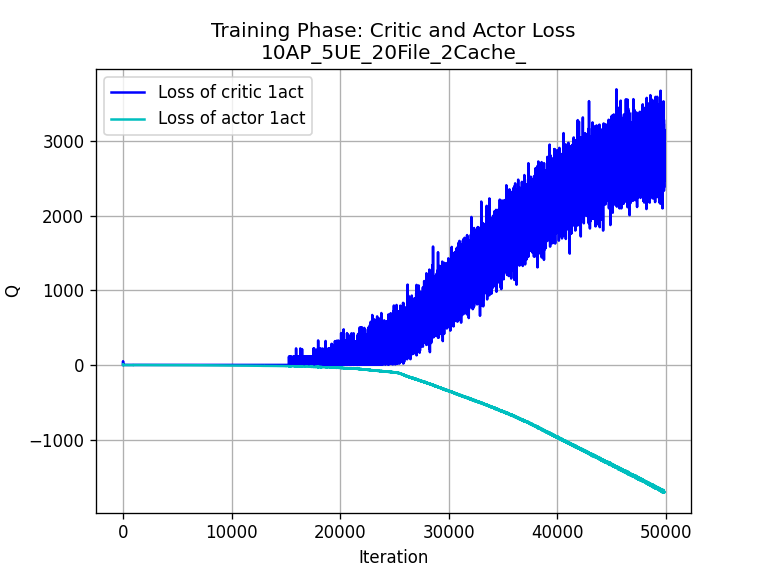 Training Phase: Critic and Actor Loss
10AP_5UE_20File_2Cache_
Loss of critic 1act
Loss of actor 1act
3000
2000
1000
0
−1000
Q
0 10000 20000 30000 40000 50000
Iteration